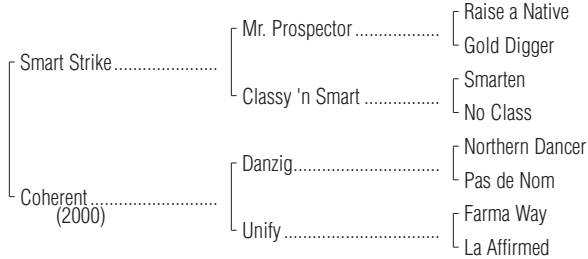 Raise a Native
Mr. Prospector ...................
Gold Digger
Smart Strike .......................
Smarten
Classy 'n Smart .................
No Class
Northern Dancer
Danzig.................................
Pas de Nom
Coherent ............................
(2000)
Farma Way
Unify ...................................
La Affirmed